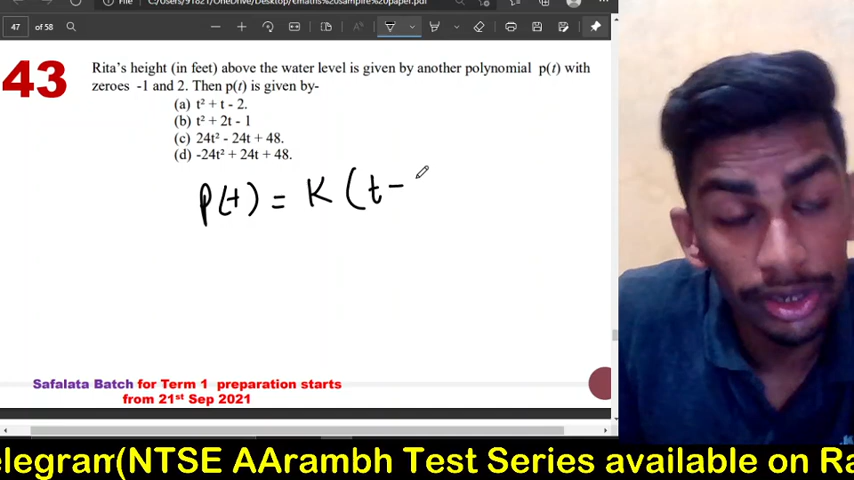 47 of 58
43
Rita's height (in feet) above the water level is given by another polynomial p(t) with
zeroes -1 and 2. Then p(t) is given by-
(a) t² + t - 2.
(b) t² + 2t - 1
(c) 24t² - 24t + 48.
(d) -24t² + 24t + 48.
P(t) = K (t -
Safalata Batch for Term 1 preparation starts
from 21st Sep 2021
elegram(NTSE AArambh Test Series available on Ra